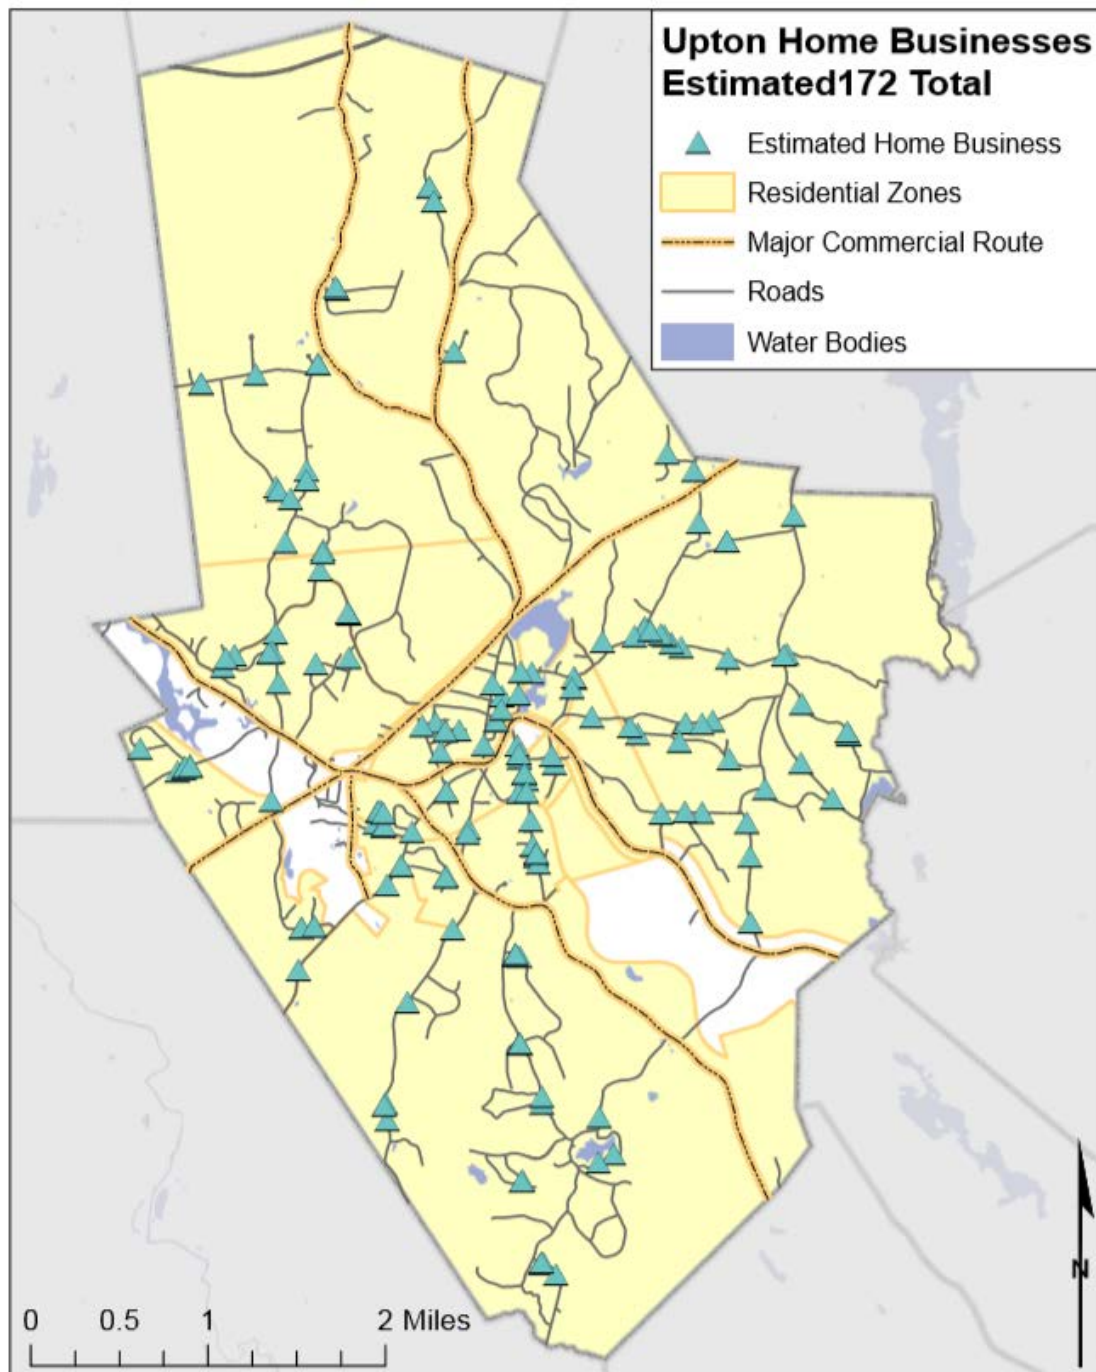 Upton Home Businesses
Estimated172 Total
Estimated Home Business
Residential Zones
Major Commercial Route
Roads
Water Bodies
0 0.5 1 2 Miles
N